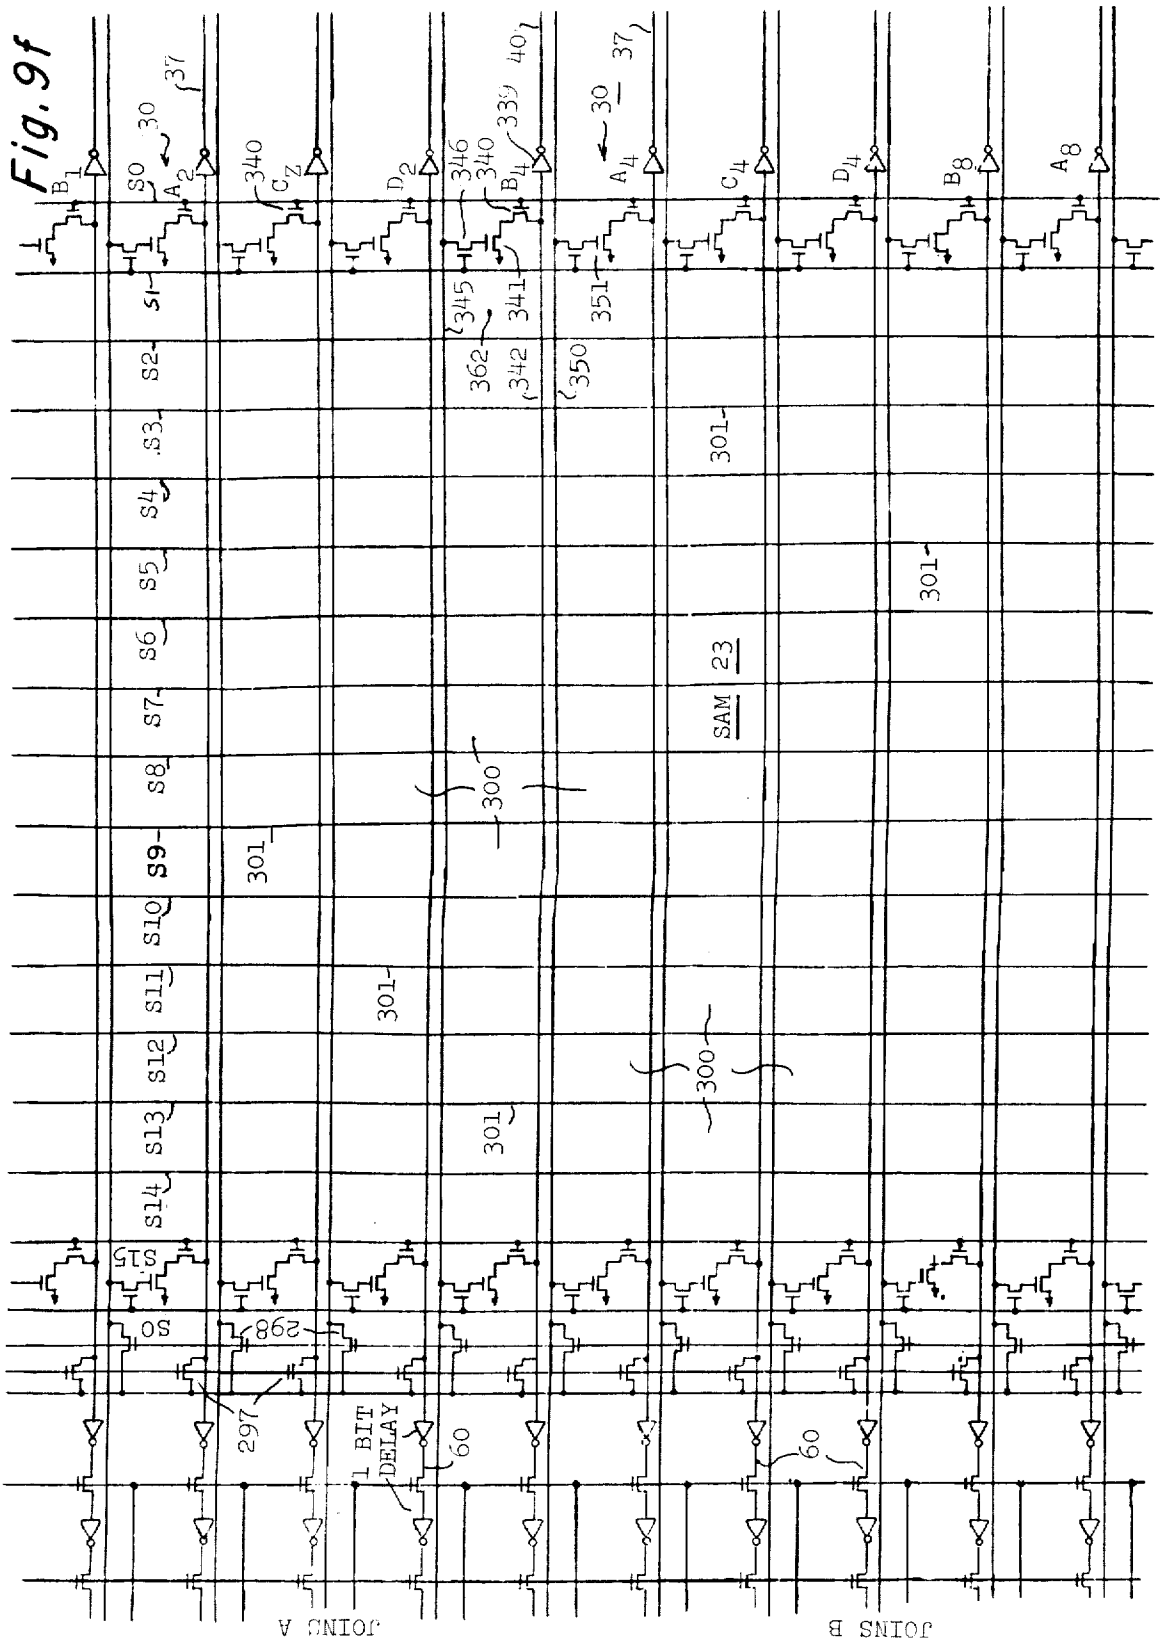 Fig. 9f
B1
S0
A2
30
37
340
CZ
D2
346
340
B4
339
40
345
341
362
342
350
351
A4
30
37
C4
D4
B8
A8
S1
S2
S3
S4
S5
S6
S7
S8
S9
S10
S11
S12
S13
S14
S15
S0
301
301
301
301
301
300
300
SAM 23
298
297
1 BIT
DELAY
60
60
JOINS A
JOINS B